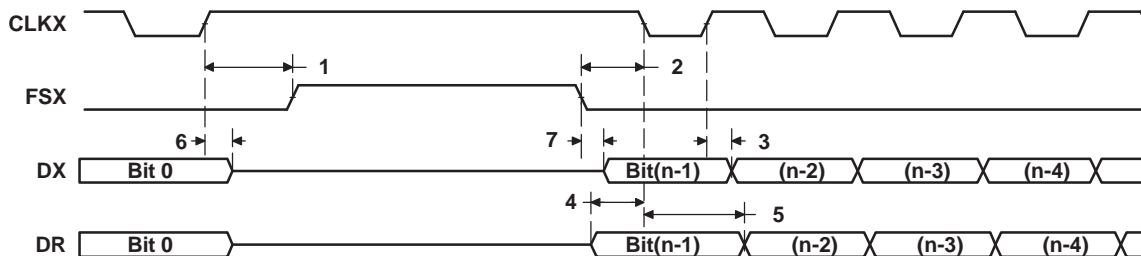 CLKX
1 2
FSX
6 7 3
DX Bit 0 Bit(n-1) (n-2) (n-3) (n-4)
4 5
DR Bit 0 Bit(n-1) (n-2) (n-3) (n-4)